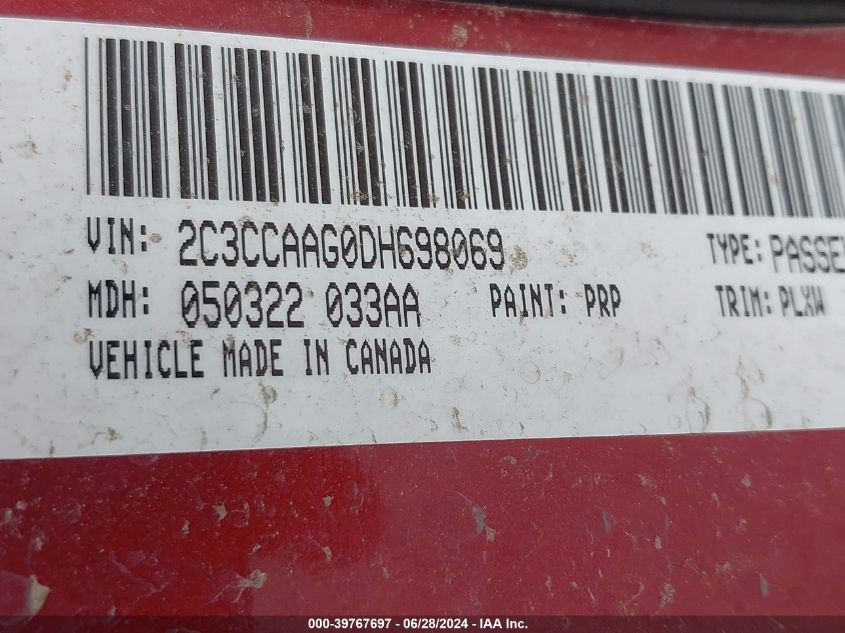 VIN: 2C3CCAAG0DH698069 TYPE: PASSE
MDH: 050322 033AA PAINT: PRP TRIM: PLXW
VEHICLE MADE IN CANADA
000-39767697 - 06/28/2024 - IAA Inc.